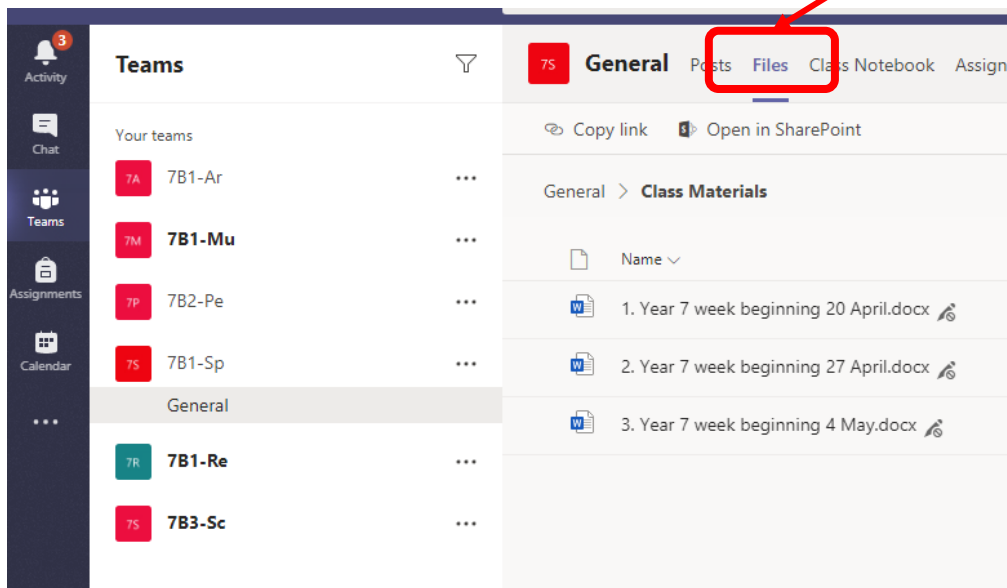 3
Activity
Chat
Teams
Assignments
Calendar
Teams
Your teams
7A 7B1-Ar
7M 7B1-Mu
7P 7B2-Pe
7S 7B1-Sp
General
7R 7B1-Re
7S 7B3-Sc
7S General Posts Files Class Notebook Assign
Copy link Open in SharePoint
General > Class Materials
Name
1. Year 7 week beginning 20 April.docx
2. Year 7 week beginning 27 April.docx
3. Year 7 week beginning 4 May.docx